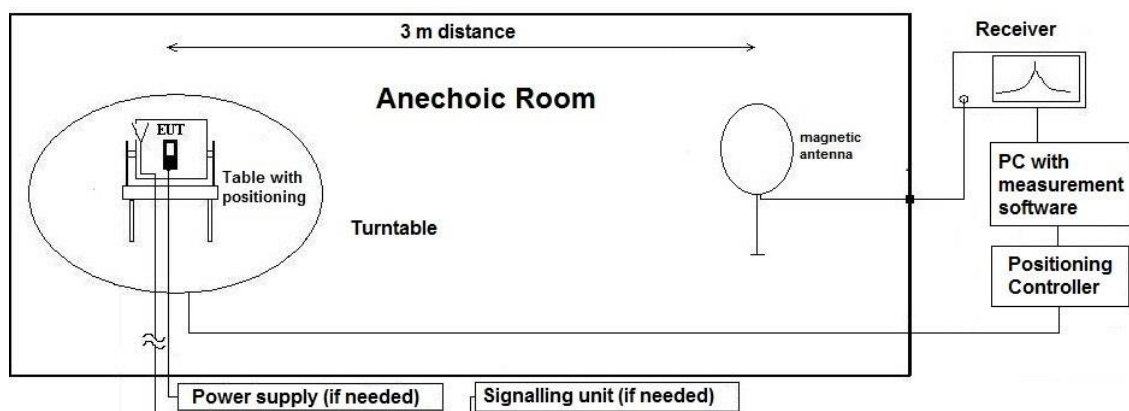 3 m distance
Receiver
Anechoic Room
EUT
magnetic
antenna
Table with
positioning
PC with
measurement
software
Turntable
Positioning
Controller
Power supply (if needed)
Signalling unit (if needed)